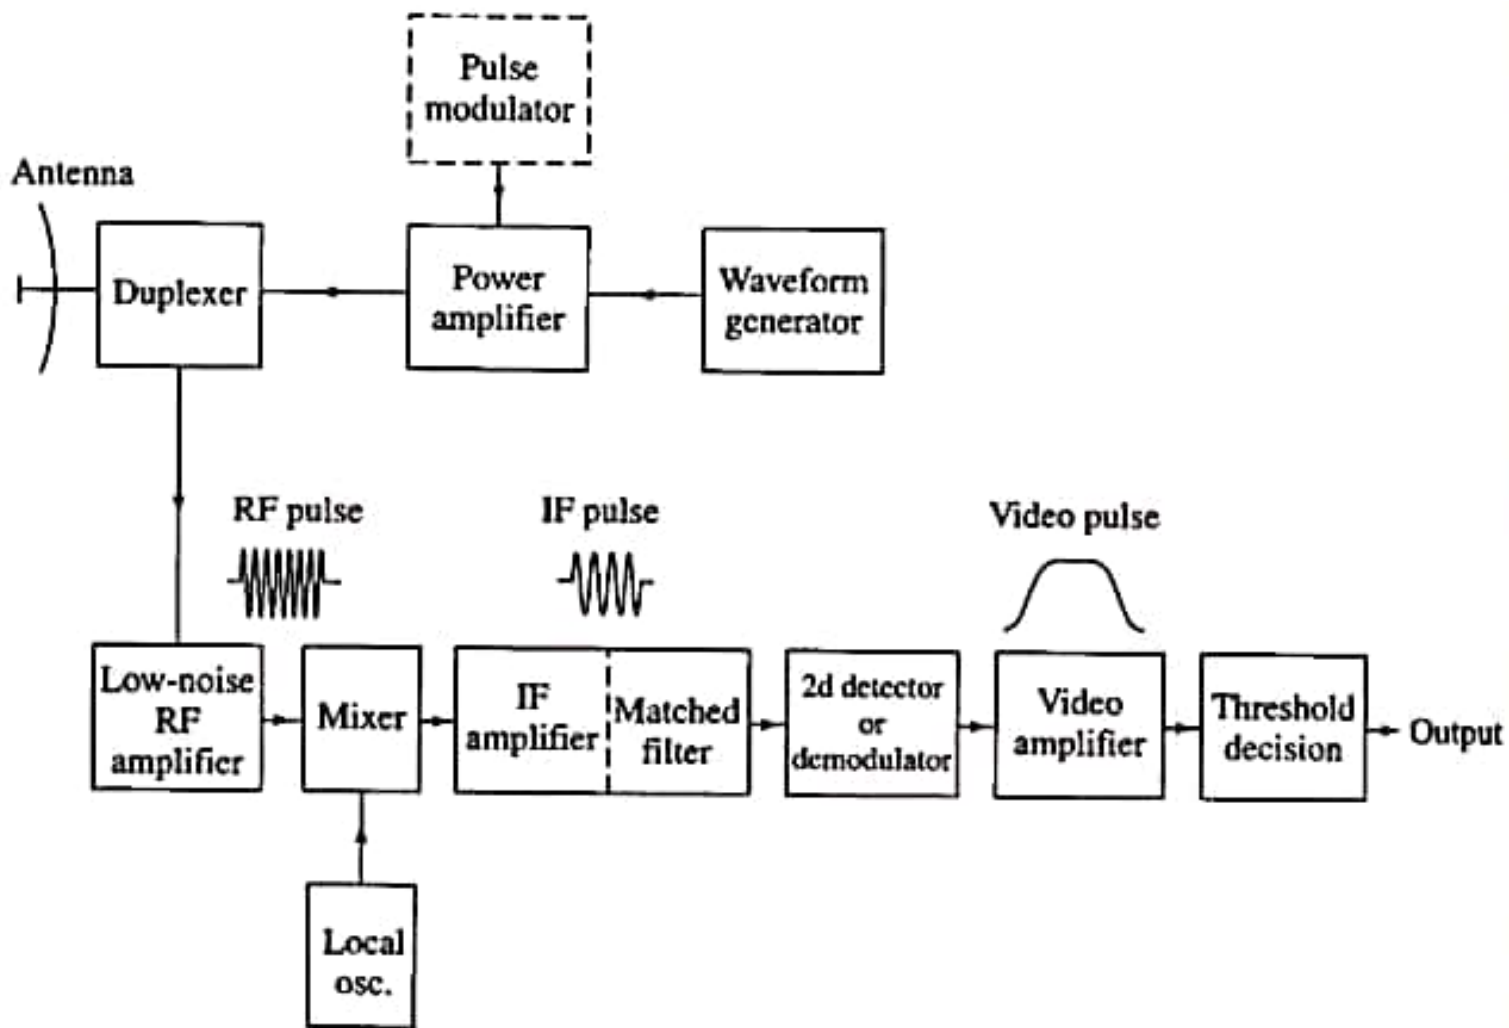 Pulse
modulator
Antenna
Duplexer
Power
amplifier
Waveform
generator
RF pulse
IF pulse
Video pulse
Low-noise
RF
amplifier
Mixer
IF
amplifier
Matched
filter
2d detector
or
demodulator
Video
amplifier
Threshold
decision
Output
Local
osc.